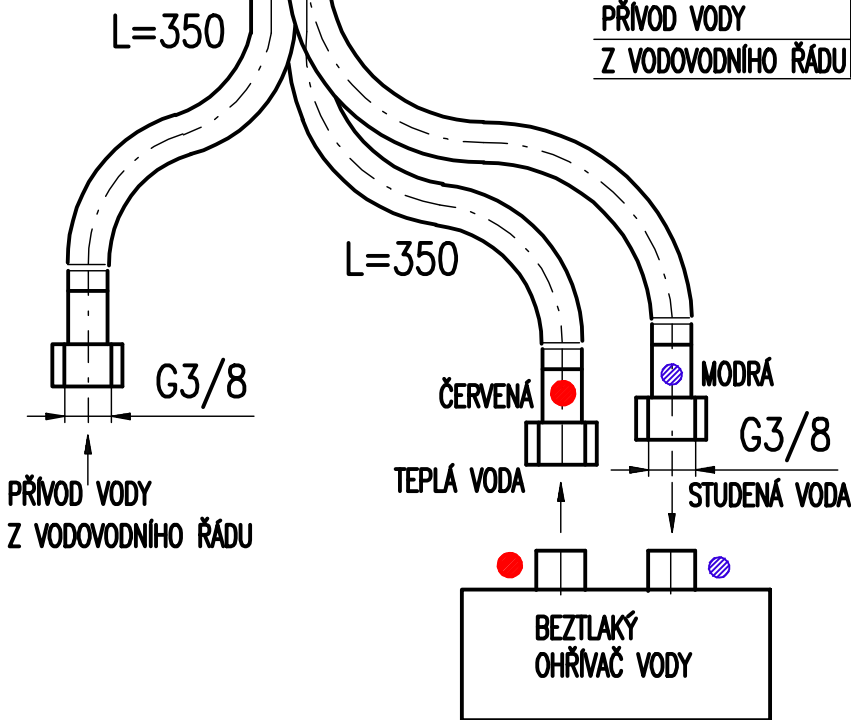 L=350
PŘÍVOD VODY
Z VODOVODNÍHO ŘÁDU
L=350
G3/8
ČERVENÁ
MODRÁ
G3/8
TEPLÁ VODA
STUDENÁ VODA
PŘÍVOD VODY
Z VODOVODNÍHO ŘÁDU
BEZTLAKÝ
OHŘÍVAČ VODY